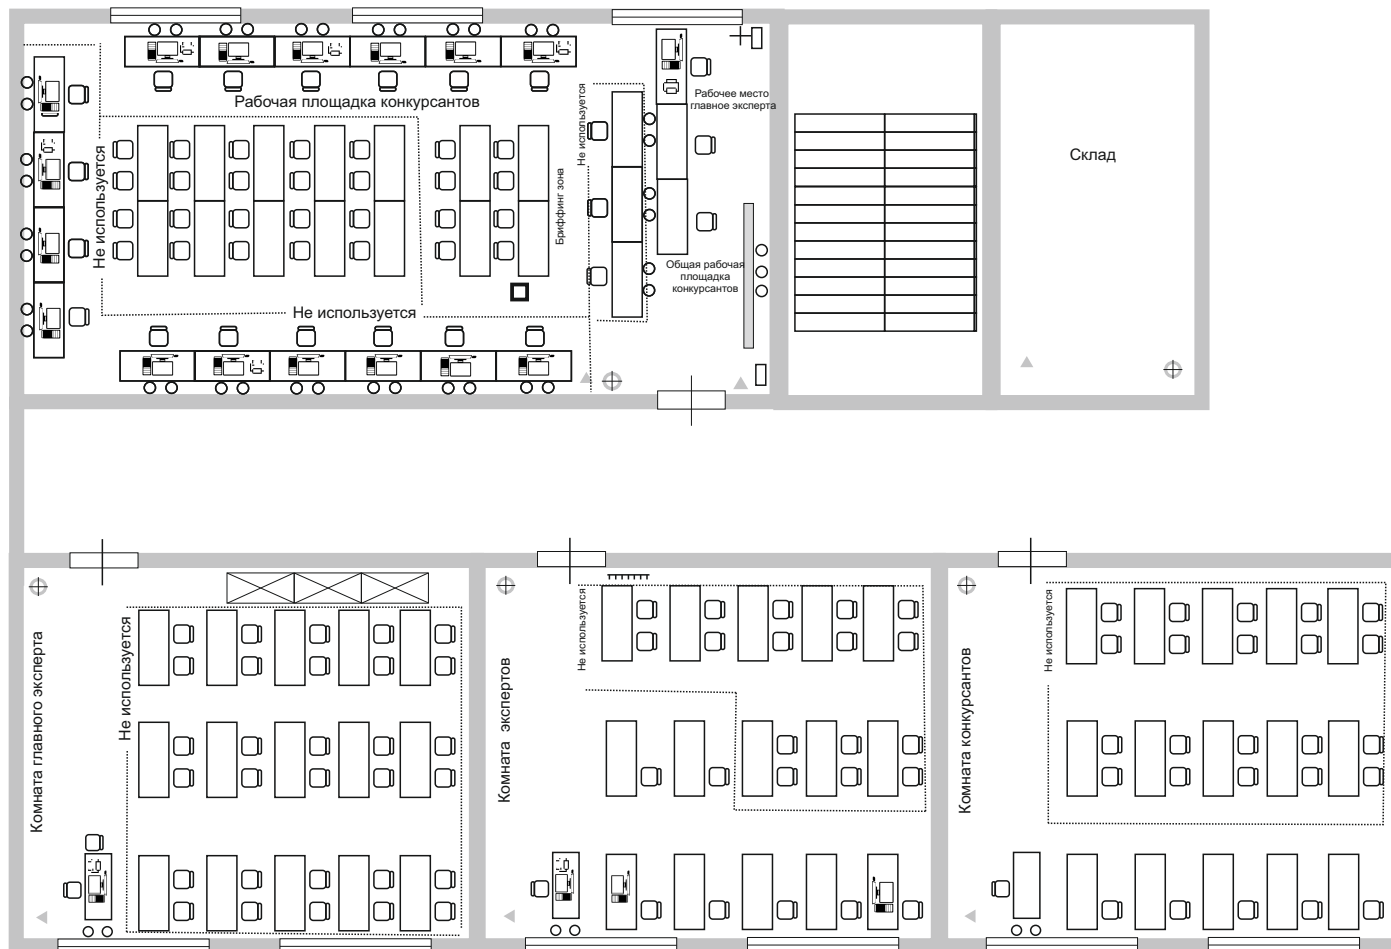 Рабочая площадка конкурсантов
Не используется
Рабочее место
главное эксперта
Склад
Не используется
Бриффинг зона
Общая рабочая
площадка
конкурсантов
Не используется
Комната главного эксперта
Не используется
Комната экспертов
Не используется
Комната конкурсантов
Не используется